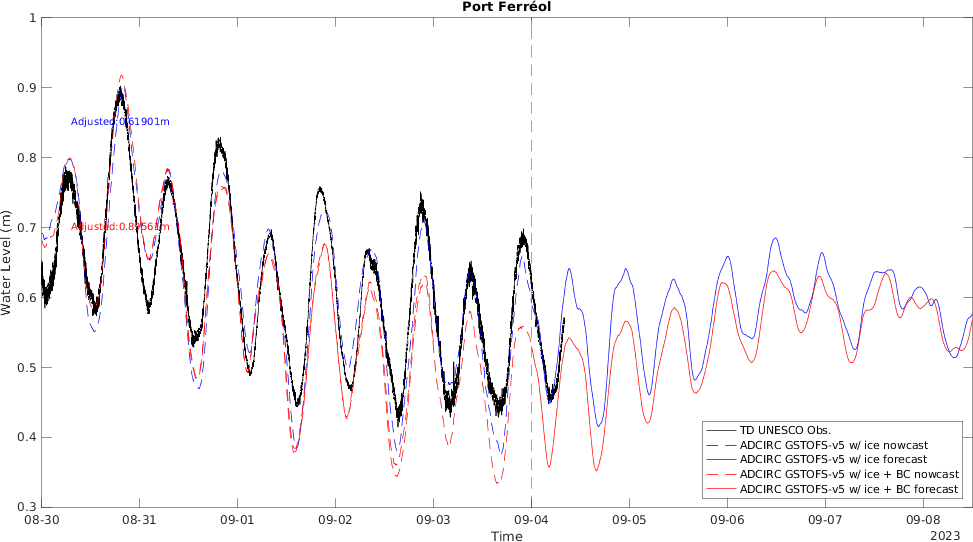 Port Ferréol
Water Level (m)
1
0.9
0.8
0.7
0.6
0.5
0.4
0.3
Adjusted:0.61901m
TD UNESCO Obs.
ADCIRC GSTOFS-v5 w/ ice nowcast
ADCIRC GSTOFS-v5 w/ ice forecast
ADCIRC GSTOFS-v5 w/ ice + BC nowcast
ADCIRC GSTOFS-v5 w/ ice + BC forecast
08-30 08-31 09-01 09-02 09-03 09-04 09-05 09-06 09-07 09-08
Time
2023